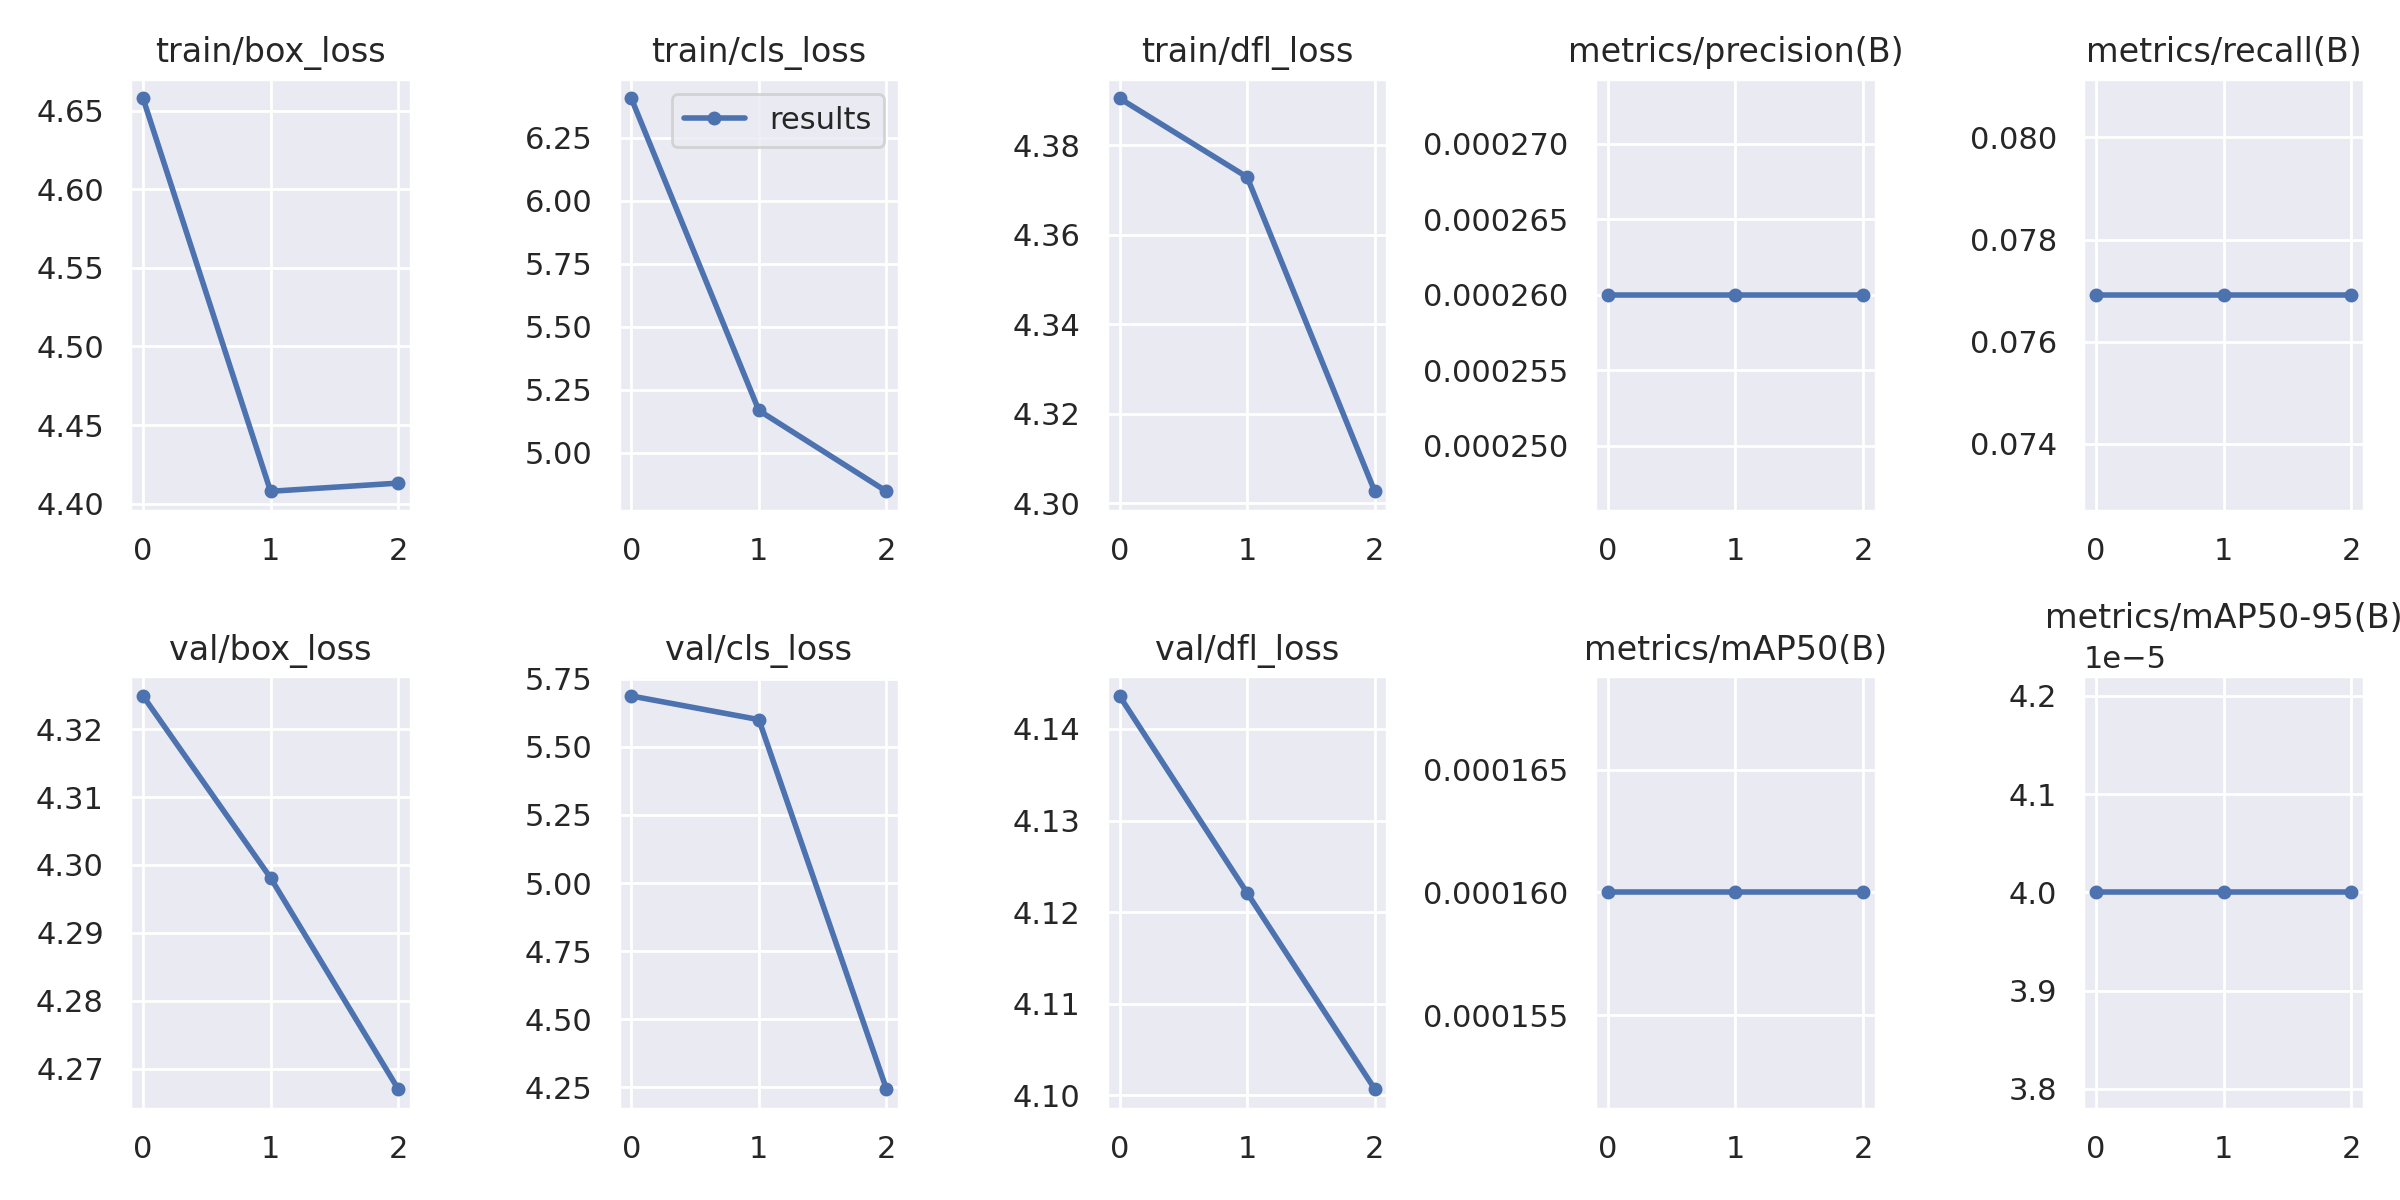 train/box_loss
4.65
4.60
4.55
4.50
4.45
4.40
0 1 2
train/cls_loss
results
6.25
6.00
5.75
5.50
5.25
5.00
0 1 2
train/dfl_loss
4.38
4.36
4.34
4.32
4.30
0 1 2
metrics/precision(B)
0.000270
0.000265
0.000260
0.000255
0.000250
0 1 2
metrics/recall(B)
0.080
0.078
0.076
0.074
0 1 2
val/box_loss
4.32
4.31
4.30
4.29
4.28
4.27
0 1 2
val/cls_loss
5.75
5.50
5.25
5.00
4.75
4.50
4.25
0 1 2
val/dfl_loss
4.14
4.13
4.12
4.11
4.10
0 1 2
metrics/mAP50(B)
0.000165
0.000160
0.000155
0 1 2
metrics/mAP50-95(B)
1e−5
4.2
4.1
4.0
3.9
3.8
0 1 2